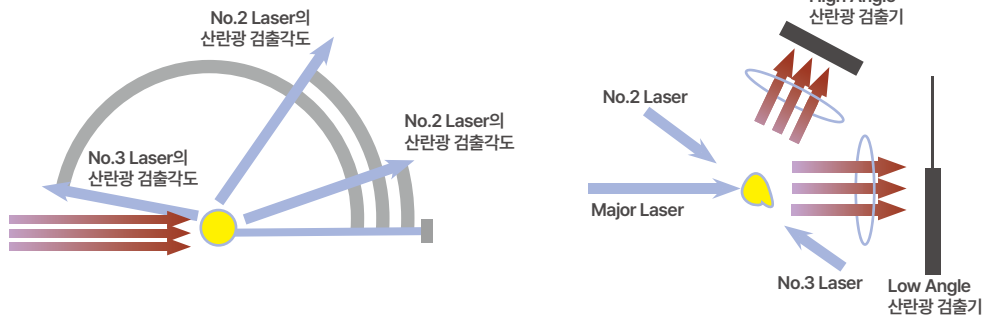 No.2 Laser의
산란광 검출각도
No.2 Laser의
산란광 검출각도
No.3 Laser의
산란광 검출각도
High Angle
산란광 검출기
No.2 Laser
Major Laser
No.3 Laser
Low Angle
산란광 검출기